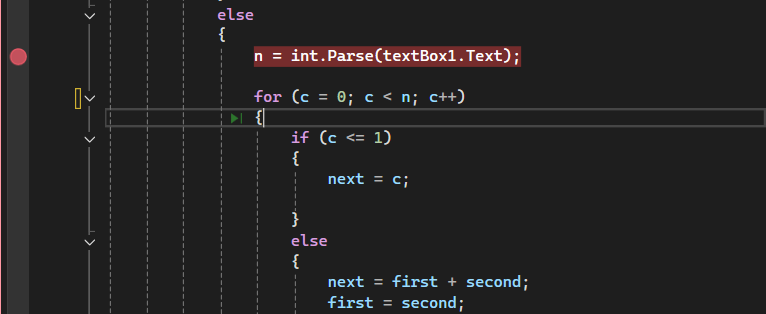 else
{
n = int.Parse(textBox1.Text);
for (c = 0; c < n; c++)
{
if (c <= 1)
{
next = c;
}
else
{
next = first + second;
first = second;